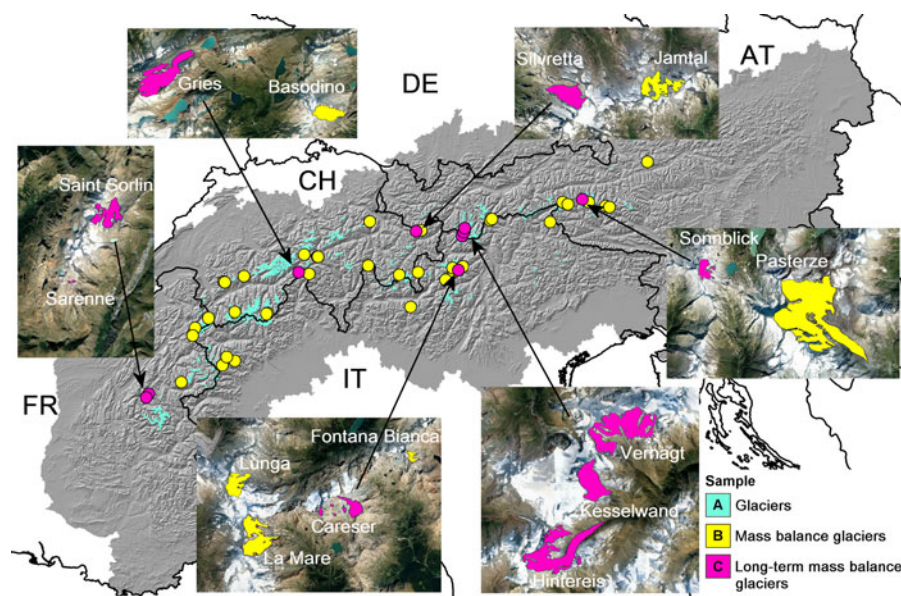 DE
AT
CH
FR
IT
Gries
Basodino
Silvretta
Jamtal
Saint Sorlin
Sarenne
Sonnblick
Pasterze
Fontana Bianca
Lunga
Careser
La Mare
Vernagt
Kesselwand
Hintereis
Sample
A Glaciers
B Mass balance glaciers
C Long-term mass balance
glaciers